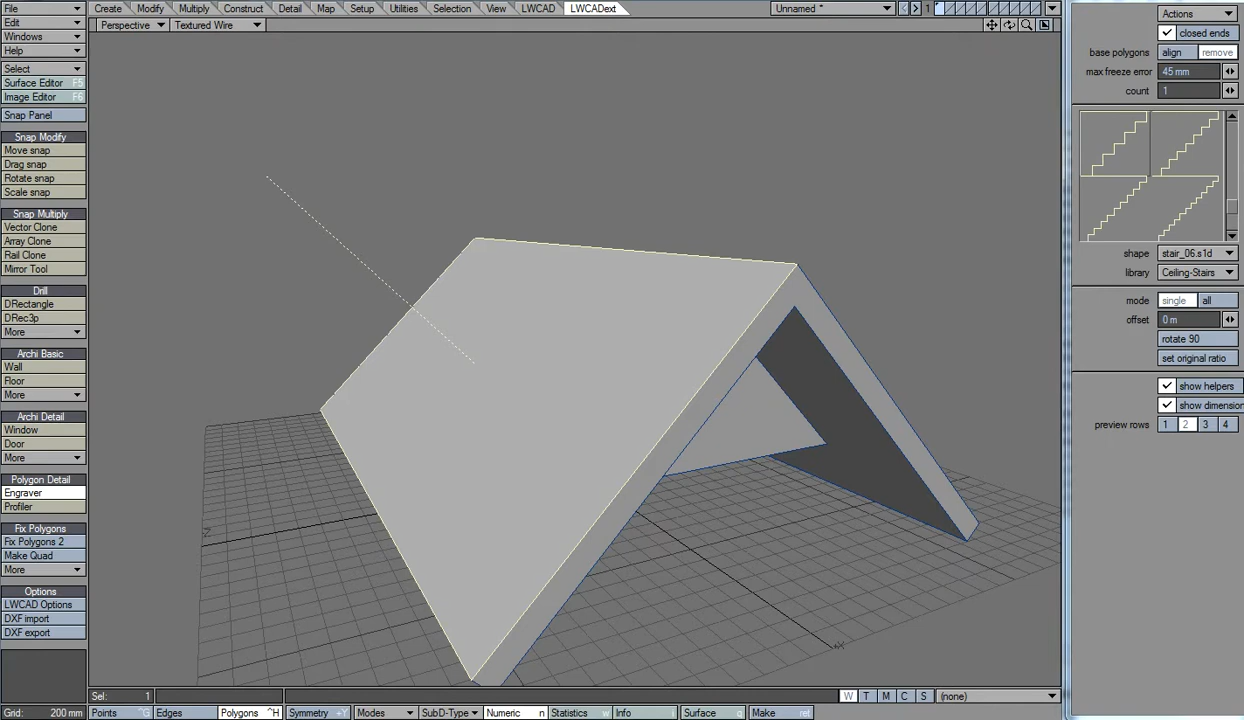 File
Edit
Windows
Help
Select
Surface Editor F5
Image Editor F6
Snap Panel
Snap Modify
Move snap
Drag snap
Rotate snap
Scale snap
Snap Multiply
Vector Clone
Array Clone
Rail Clone
Mirror Tool
Drill
DRectangle
DRec3p
More
Archi Basic
Wall
Floor
More
Archi Detail
Window
Door
More
Polygon Detail
Engraver
Profiler
Fix Polygons
Fix Polygons 2
Make Quad
More
Options
LWCAD Options
DXF import
DXF export
Create Modify Multiply Construct Detail Map Setup Utilities Selection View LWCAD LWCADext Unnamed * 1
Perspective Textured Wire
Z
X
Actions
closed ends
base polygons align remove
max freeze error 45 mm
count 1
shape stair_06.s1d
library Ceiling-Stairs
mode single all
offset 0 m
rotate 90
set original ratio
show helpers
show dimension
preview rows 1 2 3 4
Sel: 1 W T M C S (none)
Grid: 200 mm Points ^G Edges Polygons ^H Symmetry +Y Modes SubD-Type Numeric n Statistics w Info i Surface q Make ret